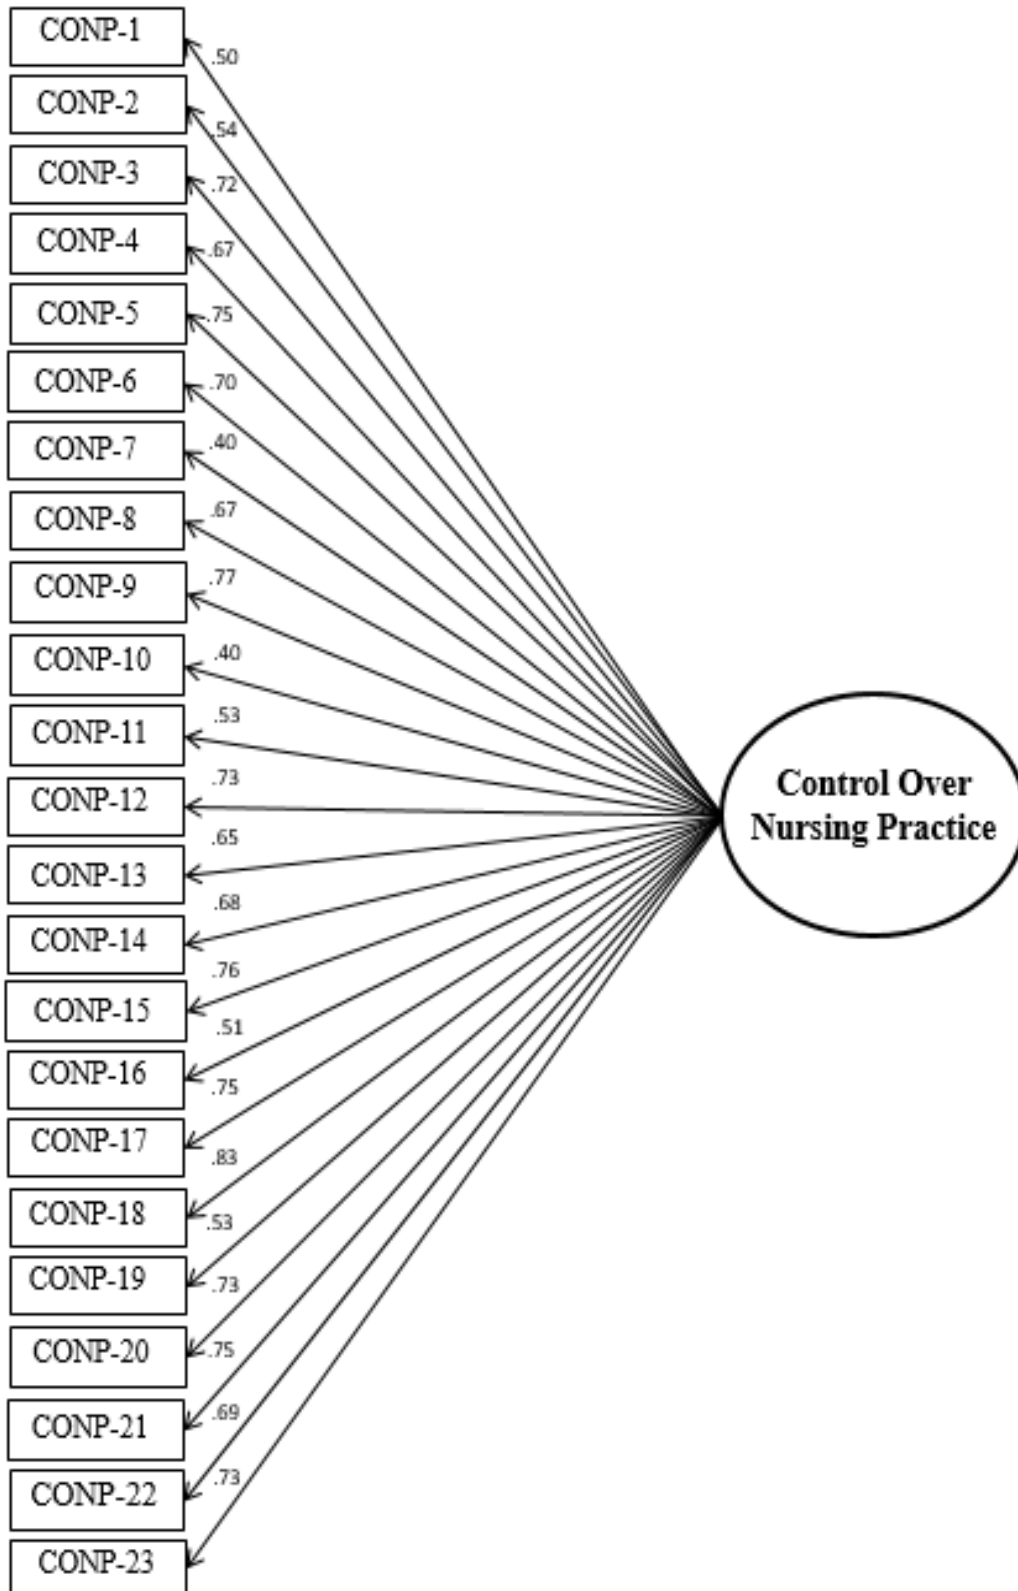 CONP-1
.50
CONP-2
.54
CONP-3
.72
CONP-4
.67
CONP-5
.75
CONP-6
.70
CONP-7
.40
CONP-8
.67
CONP-9
.77
CONP-10
.40
CONP-11
.53
CONP-12
.73
CONP-13
.65
CONP-14
.68
CONP-15
.76
CONP-16
.51
CONP-17
.75
CONP-18
.83
CONP-19
.53
CONP-20
.73
CONP-21
.75
CONP-22
.69
CONP-23
.73
Control Over
Nursing Practice